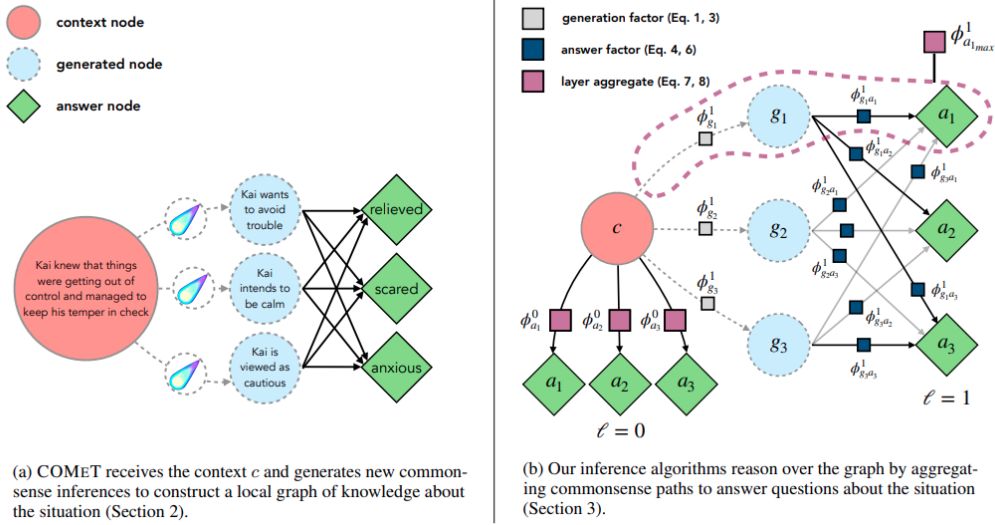 context node
generated node
answer node
Kai knew that things
were getting out of
control and managed to
keep his temper in check
Kai wants
to avoid
trouble
Kai
intends to
be calm
Kai is
viewed as
cautious
relieved
scared
anxious
(a) COMET receives the context c and generates new common-
sense inferences to construct a local graph of knowledge about
the situation (Section 2).
generation factor (Eq. 1, 3)
answer factor (Eq. 4, 6)
layer aggregate (Eq. 7, 8)
ϕ¹a₁max
ϕ¹g₁
ϕ¹g₂
ϕ¹g₃
c
g₁
g₂
g₃
ϕ¹g₁a₁
ϕ¹g₁a₂
ϕ¹g₃a₁
ϕ¹g₂a₁
ϕ¹g₂a₃
ϕ¹g₁a₃
ϕ¹g₃a₂
ϕ¹g₃a₃
a₁
a₂
a₃
ℓ = 1
ϕ⁰a₁
ϕ⁰a₂
ϕ⁰a₃
a₁
a₂
a₃
ℓ = 0
(b) Our inference algorithms reason over the graph by aggregat-
ing commonsense paths to answer questions about the situation
(Section 3).